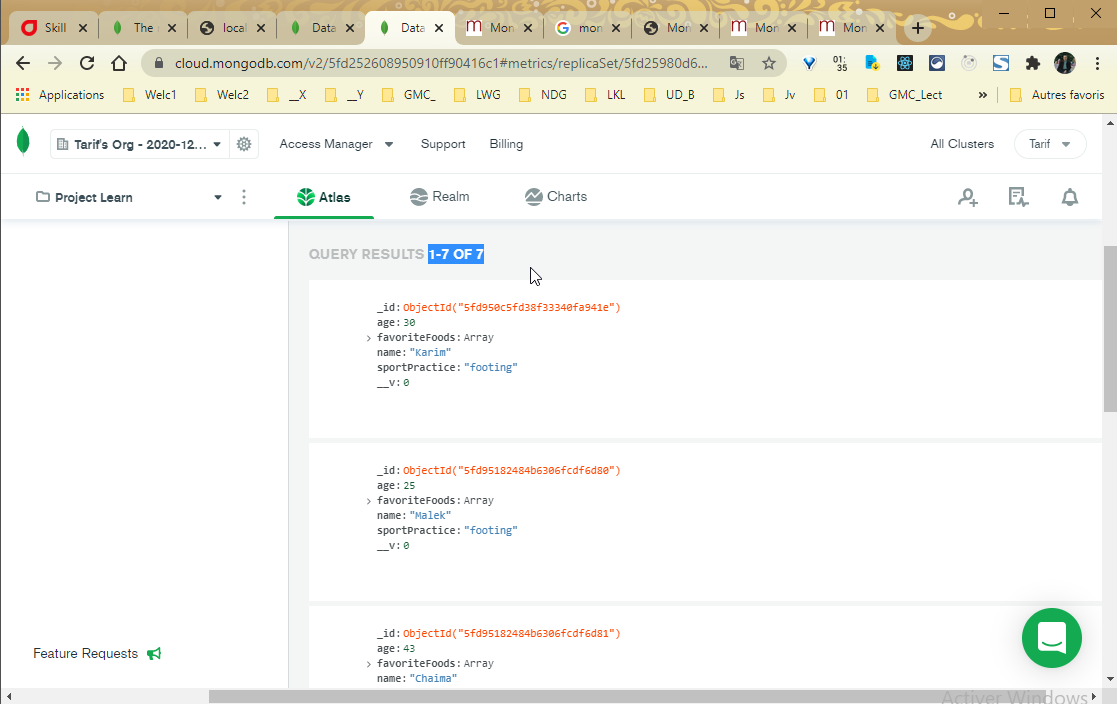 Skill The local Data Data Mon mon Mon Mon Mon
cloud.mongodb.com/v2/5fd252608950910ff90416c1#metrics/replicaSet/5fd25980d6... 01: 35
Applications Welc1 Welc2 __X __Y GMC_ LWG NDG LKL UD_B Js Jv 01 GMC_Lect » Autres favoris
Tarif's Org - 2020-12... Access Manager Support Billing All Clusters Tarif
Project Learn Atlas Realm Charts
QUERY RESULTS 1-7 OF 7
_id: ObjectId("5fd950c5fd38f33340fa941e")
age: 30
> favoriteFoods: Array
name: "Karim"
sportPractice: "footing"
__v: 0
_id: ObjectId("5fd95182484b6306fcdf6d80")
age: 25
> favoriteFoods: Array
name: "Malek"
sportPractice: "footing"
__v: 0
_id: ObjectId("5fd95182484b6306fcdf6d81")
age: 43
> favoriteFoods: Array
name: "Chaima"
Feature Requests
Activer Windows